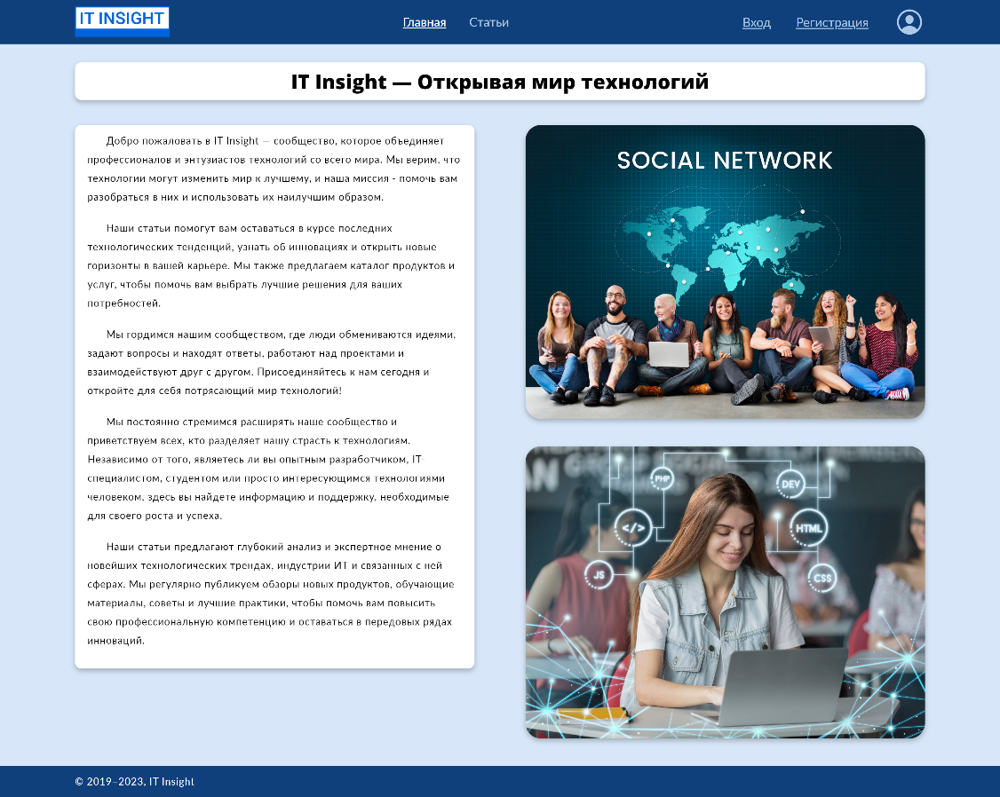 IT INSIGHT
Главная
Статьи
Вход
Регистрация
IT Insight — Открывая мир технологий
Добро пожаловать в IT Insight — сообщество, которое объединяет
профессионалов и энтузиастов технологий со всего мира. Мы верим, что
технологии могут изменить мир к лучшему, и наша миссия - помочь вам
разобраться в них и использовать их наилучшим образом.
Наши статьи помогут вам оставаться в курсе последних
технологических тенденций, узнать об инновациях и открыть новые
горизонты в вашей карьере. Мы также предлагаем каталог продуктов и
услуг, чтобы помочь вам выбрать лучшие решения для ваших
потребностей.
Мы гордимся нашим сообществом, где люди обмениваются идеями,
задают вопросы и находят ответы, работают над проектами и
взаимодействуют друг с другом. Присоединяйтесь к нам сегодня и
откройте для себя потрясающий мир технологий!
Мы постоянно стремимся расширять наше сообщество и
приветствуем всех, кто разделяет нашу страсть к технологиям.
Независимо от того, являетесь ли вы опытным разработчиком, IT-
специалистом, студентом или просто интересующимся технологиями
человеком, здесь вы найдете информацию и поддержку, необходимые
для своего роста и успеха.
Наши статьи предлагают глубокий анализ и экспертное мнение о
новейших технологических трендах, индустрии ИТ и связанных с ней
сферах. Мы регулярно публикуем обзоры новых продуктов, обучающие
материалы, советы и лучшие практики, чтобы помочь вам повысить
свою профессиональную компетенцию и оставаться в передовых рядах
инноваций.
SOCIAL NETWORK
PHP
DEV
</>
HTML
JS
CSS
© 2019–2023, IT Insight